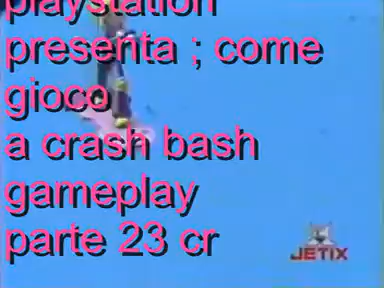 playstation
presenta ; come
gioco
a crash bash
gameplay
parte 23 cr
JETIX